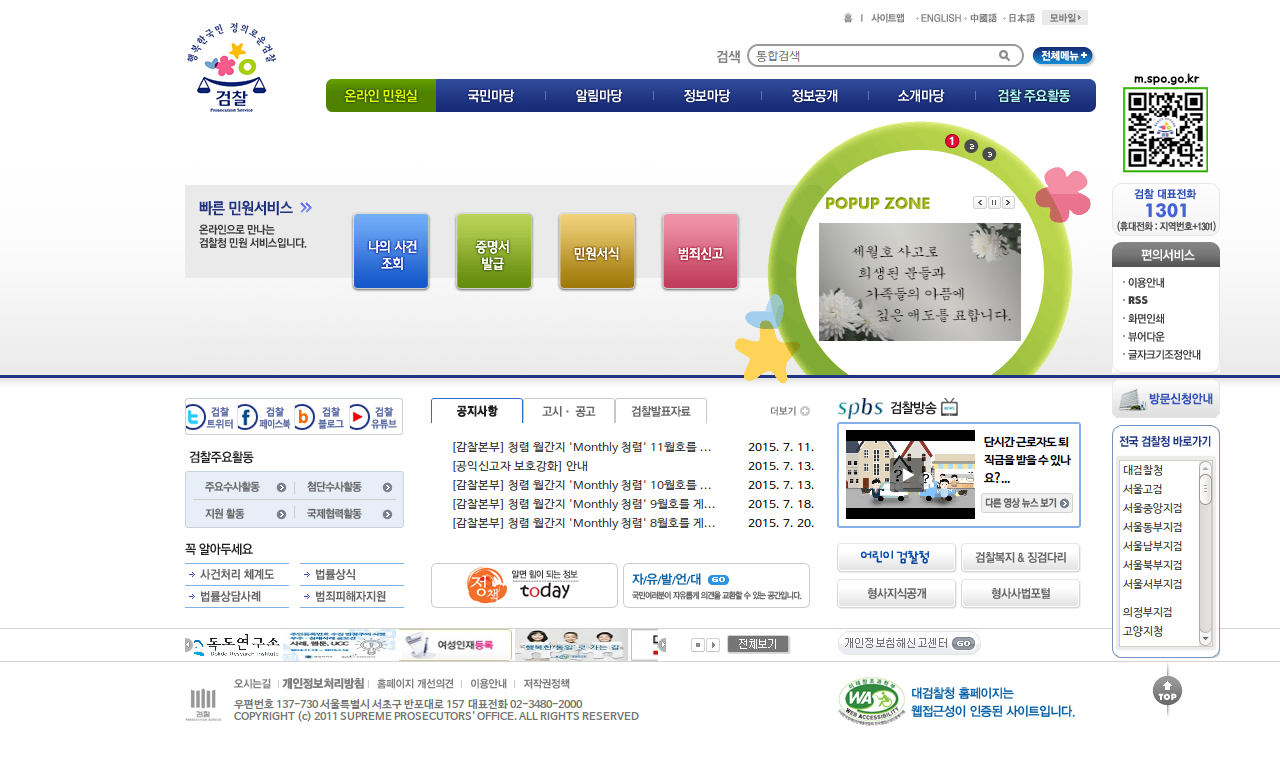 홈 | 사이트맵 · ENGLISH · 中國語 · 日本語 모바일
행복한국민 정의로운검찰
검찰
Prosecution Service
검색 통합검색 전체메뉴 +
온라인 민원실 국민마당 알림마당 정보마당 정보공개 소개마당 검찰 주요활동
m.spo.go.kr
빠른 민원서비스
온라인으로 만나는
검찰청 민원 서비스입니다.
나의 사건
조회
증명서
발급
민원서식
범죄신고
1 2 3
POPUP ZONE
세월호 사고로
희생된 분들과
가족들의 아픔에
깊은 애도를 표합니다.
검찰 대표전화
1301
(휴대전화 : 지역번호+1301)
편의서비스
· 이용안내
· RSS
· 화면인쇄
· 뷰어다운
· 글자크기조정안내
방문신청안내
전국 검찰청 바로가기
대검찰청
서울고검
서울중앙지검
서울동부지검
서울남부지검
서울북부지검
서울서부지검
의정부지검
고양지청
검찰
트위터
검찰
페이스북
검찰
블로그
검찰
유튜브
검찰주요활동
주요수사활동 첨단수사활동
지원 활동 국제협력활동
꼭 알아두세요
사건처리 체계도 법률상식
법률상담사례 범죄피해자지원
공지사항 고시 · 공고 검찰발표자료 더보기
[감찰본부] 청렴 월간지 'Monthly 청렴' 11월호를 ... 2015. 7. 11.
[공익신고자 보호강화] 안내 2015. 7. 13.
[감찰본부] 청렴 월간지 'Monthly 청렴' 10월호를 ... 2015. 7. 13.
[감찰본부] 청렴 월간지 'Monthly 청렴' 9월호를 게... 2015. 7. 18.
[감찰본부] 청렴 월간지 'Monthly 청렴' 8월호를 게... 2015. 7. 20.
정책
알면 힘이 되는 정보
today
자/유/발/언/대 GO
국민여러분이 자유롭게 의견을 교환할 수 있는 공간입니다.
spbs 검찰방송
단시간 근로자도 퇴
직금을 받을 수 있나
요?...
다른 영상 뉴스 보기
어린이 검찰청 검찰복지 & 징검다리
형사지식공개 형사사법포털
독도연구소
Dokdo Research Institute
사례, 웹툰, UCC
여성인재등록
행복한 '통일'로 가는 길
전체보기
개인정보침해신고센터 GO
오시는길 | 개인정보처리방침 | 홈페이지 개선의견 | 이용안내 | 저작권정책
검찰
우편번호 137-730 서울특별시 서초구 반포대로 157 대표전화 02-3480-2000
COPYRIGHT (c) 2011 SUPREME PROSECUTORS' OFFICE. ALL RIGHTS RESERVED
WA
WEB ACCESSIBILITY
대검찰청 홈페이지는
웹접근성이 인증된 사이트입니다.
TOP